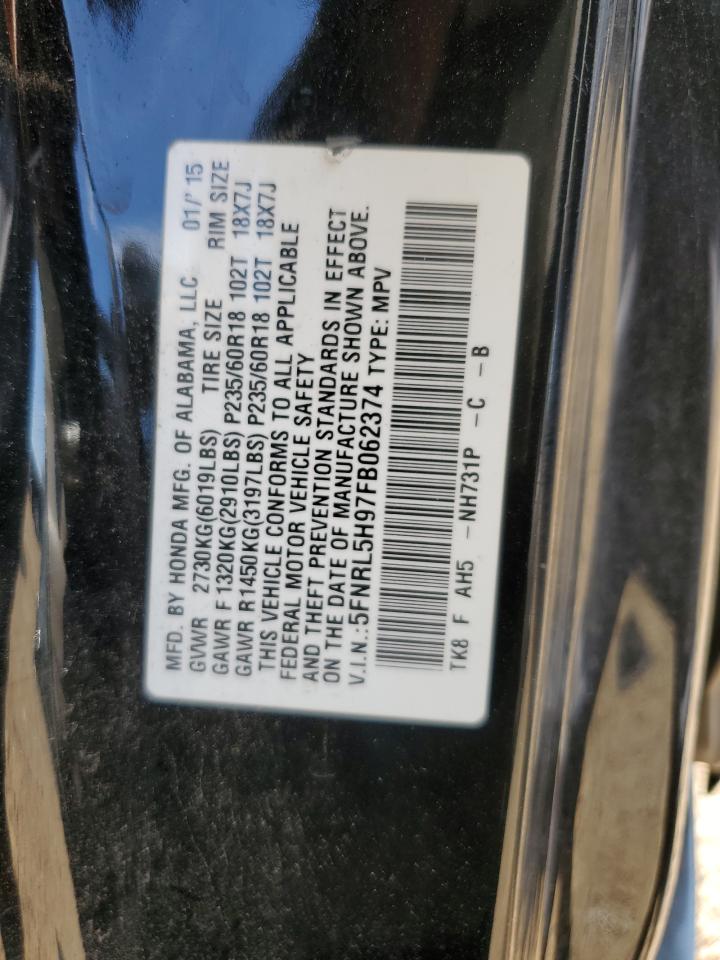 MFD. BY HONDA MFG. OF ALABAMA, LLC 01/'15
GVWR 2730KG(6019LBS) TIRE SIZE RIM SIZE
GAWR F 1320KG(2910LBS) P235/60R18 102T 18X7J
GAWR R1450KG(3197LBS) P235/60R18 102T 18X7J
THIS VEHICLE CONFORMS TO ALL APPLICABLE
FEDERAL MOTOR VEHICLE SAFETY
AND THEFT PREVENTION STANDARDS IN EFFECT
ON THE DATE OF MANUFACTURE SHOWN ABOVE.
V.I.N.:5FNRL5H97FB062374 TYPE: MPV
TK8 F AH5 -NH731P -C -B